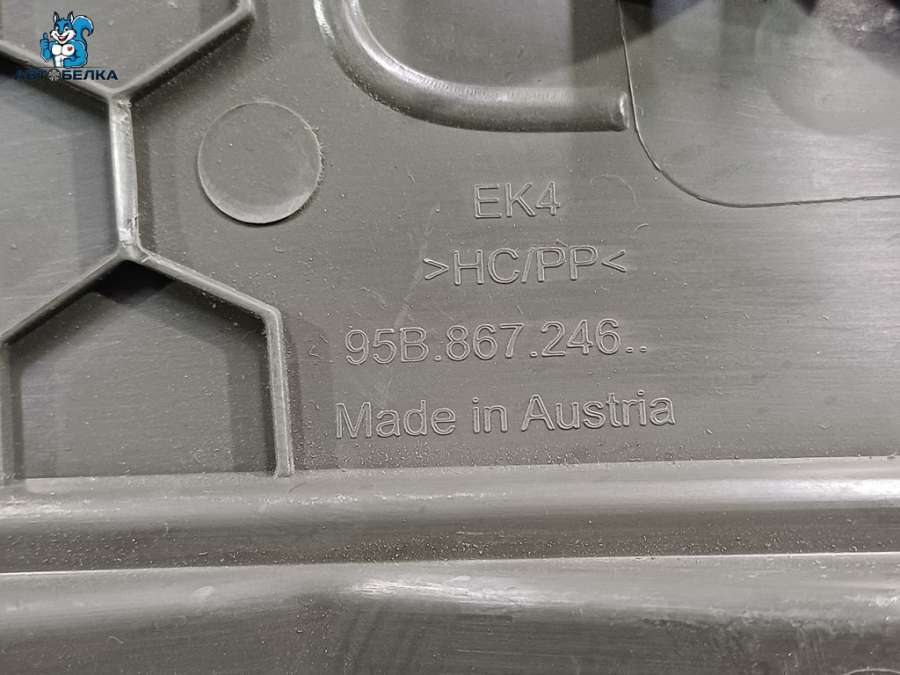 АВТОБЕЛКА
EK4
>HC/PP<
95B.867.246..
Made in Austria